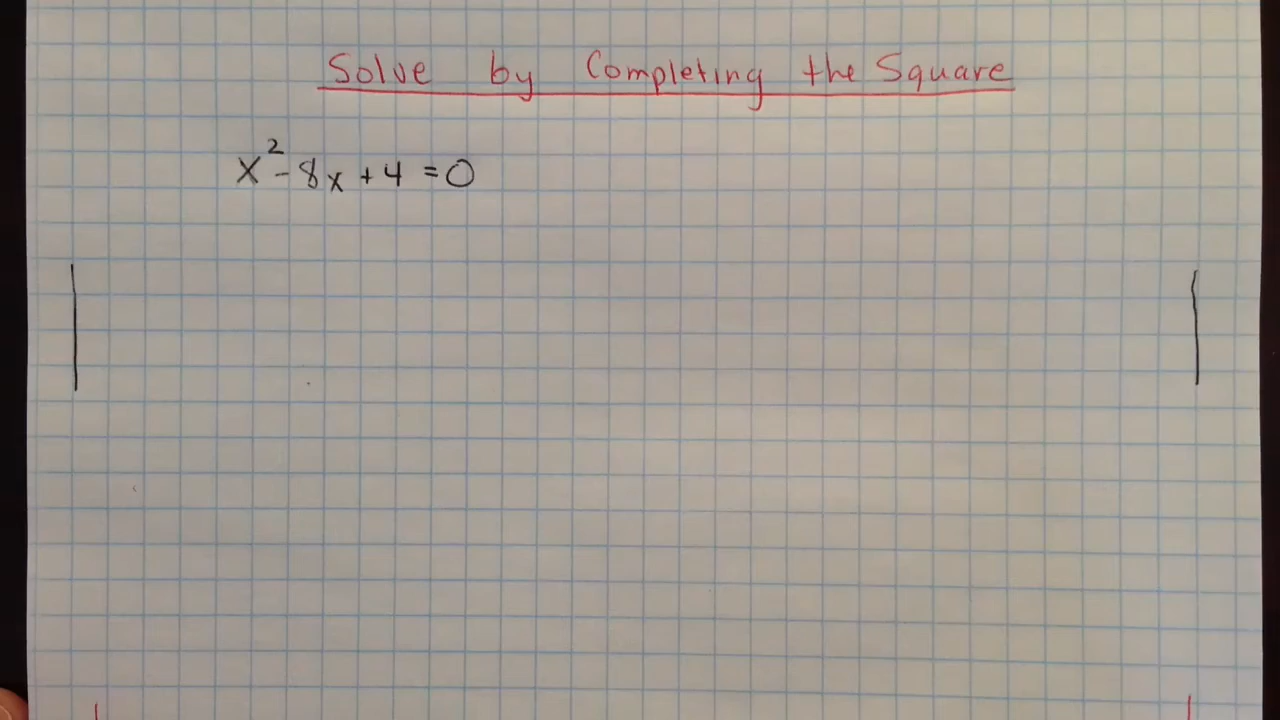 Solve by Completing the Square
x² - 8x + 4 = 0